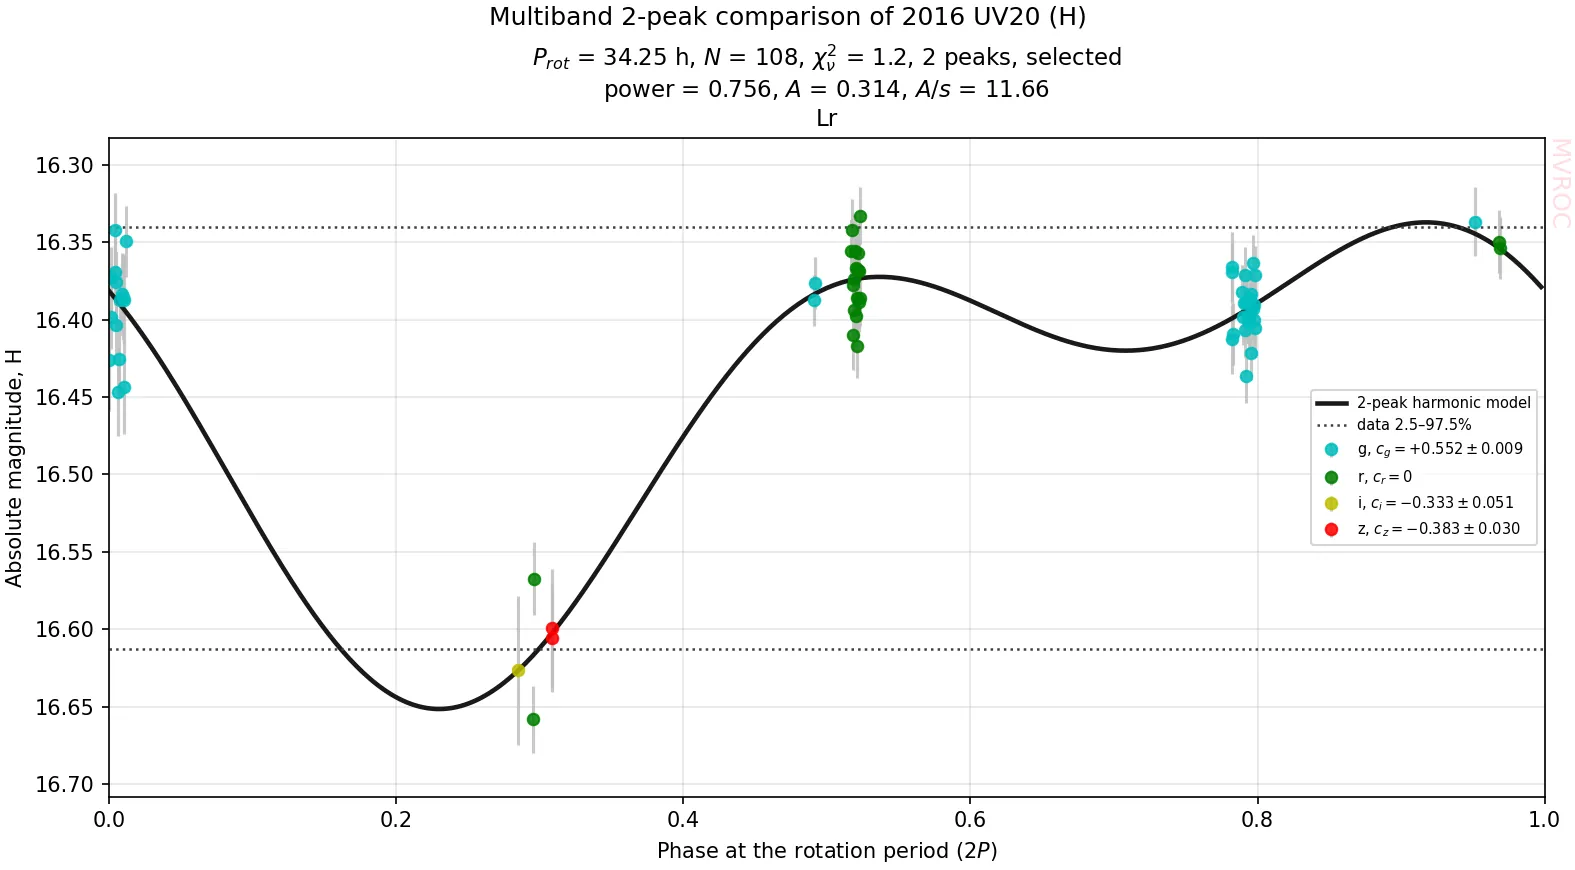 Multiband 2-peak comparison of 2016 UV20 (H)
P_rot = 34.25 h, N = 108, χ²_ν = 1.2, 2 peaks, selected
power = 0.756, A = 0.314, A/s = 11.66
Lr
MVROC
16.30
16.35
16.40
16.45
16.50
16.55
16.60
16.65
16.70
Absolute magnitude, H
2-peak harmonic model
data 2.5–97.5%
g, c_g = +0.552 ± 0.009
r, c_r = 0
i, c_i = −0.333 ± 0.051
z, c_z = −0.383 ± 0.030
0.0 0.2 0.4 0.6 0.8 1.0
Phase at the rotation period (2P)